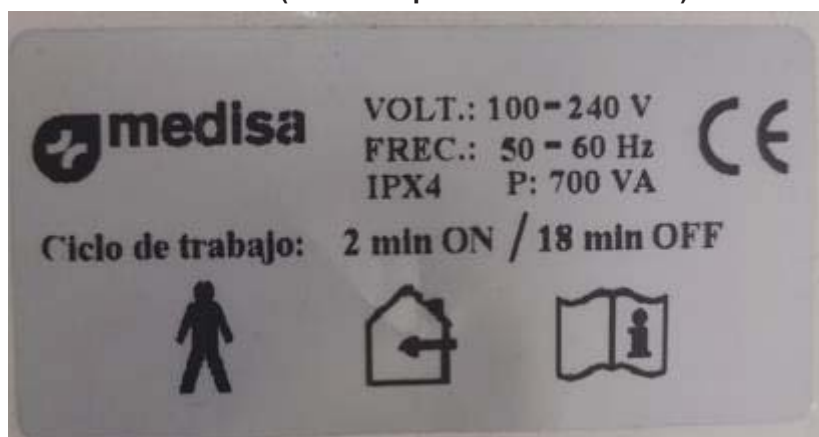 medisa
VOLT.: 100-240 V
FREC.: 50 - 60 Hz
IPX4 P: 700 VA
CE
Ciclo de trabajo: 2 min ON / 18 min OFF
i